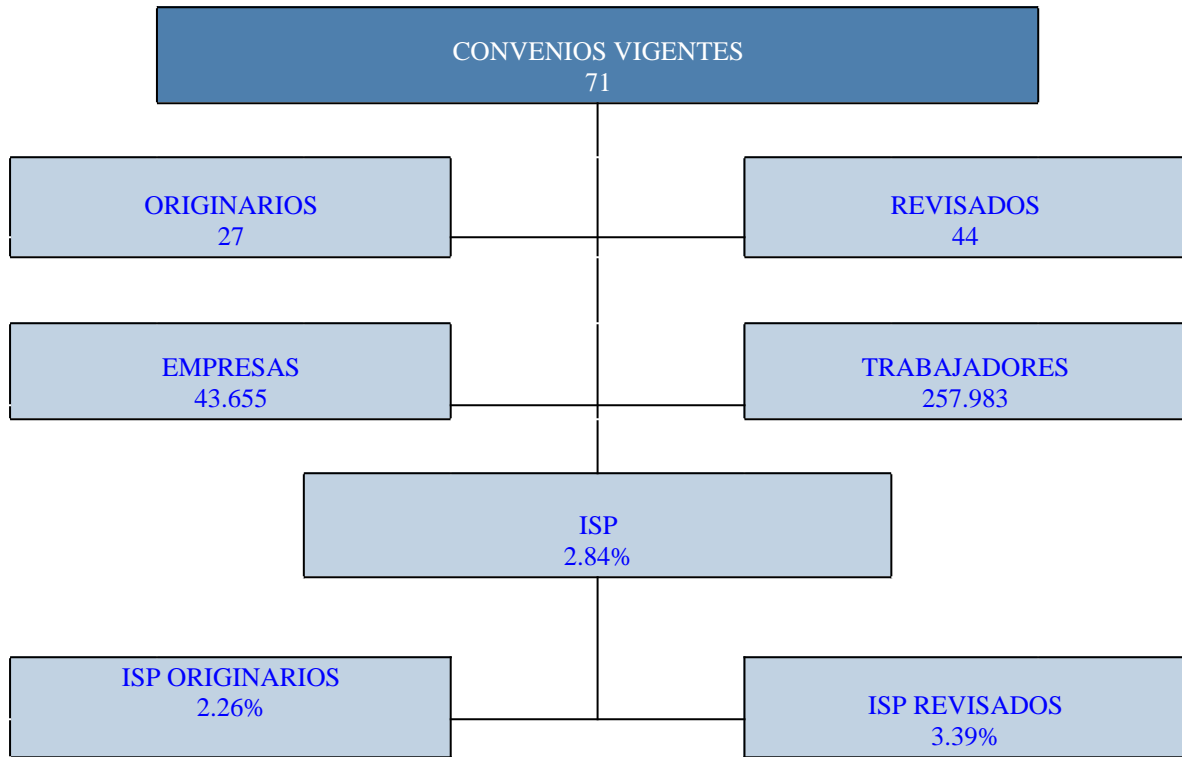 CONVENIOS VIGENTES
71
ORIGINARIOS
27
REVISADOS
44
EMPRESAS
43.655
TRABAJADORES
257.983
ISP
2.84%
ISP ORIGINARIOS
2.26%
ISP REVISADOS
3.39%